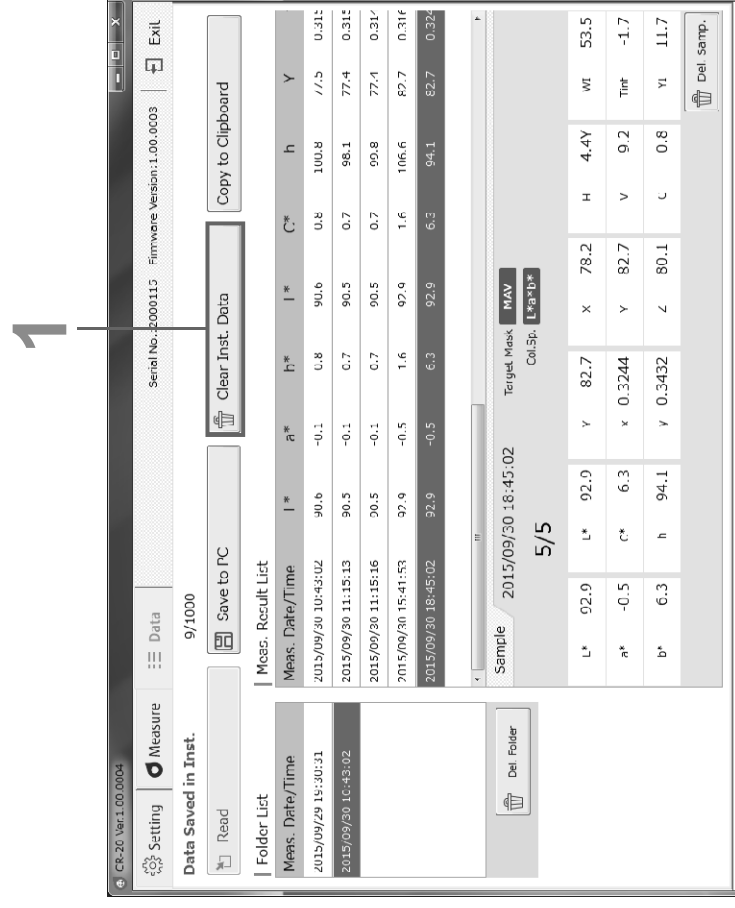 1
CR-20 Ver.1.00.0004
Setting Measure Data Serial No.:2000115 Firmware Version:1.00.0003 Exit
Data Saved in Inst. 9/1000
Read Save to PC Clear Inst. Data Copy to Clipboard
Folder List
Meas. Date/Time
2015/09/29 19:30:31
2015/09/30 10:43:02
Del. Folder
Meas. Result List
Meas. Date/Time L* a* b* L* C* h Y
2015/09/30 10:43:02 90.6 -0.1 0.8 90.6 0.8 100.8 77.5 0.315
2015/09/30 11:15:13 90.5 -0.1 0.7 90.5 0.7 98.1 77.4 0.315
2015/09/30 11:15:16 90.5 -0.1 0.7 90.5 0.7 99.8 77.4 0.314
2015/09/30 15:41:53 92.9 -0.5 1.6 92.9 1.6 106.6 82.7 0.316
2015/09/30 18:45:02 92.9 -0.5 6.3 92.9 6.3 94.1 82.7 0.324
Sample 2015/09/30 18:45:02 Target Mask MAV
5/5 Col.Sp. L*a*b*
L* 92.9 L* 92.9 Y 82.7 X 78.2 H 4.4Y WI 53.5
a* -0.5 C* 6.3 x 0.3244 Y 82.7 V 9.2 Tint -1.7
b* 6.3 h 94.1 y 0.3432 Z 80.1 C 0.8 YI 11.7
Del. Samp.